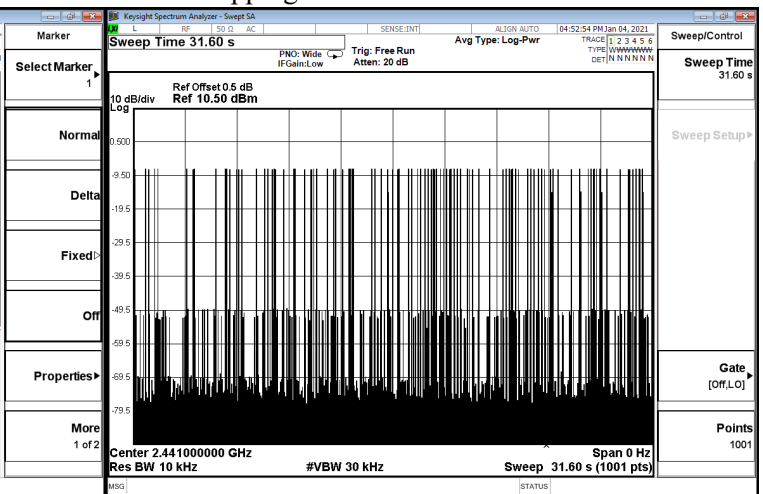 Keysight Spectrum Analyzer - Swept SA
Marker
Select Marker
1
Normal
Delta
Fixed
Off
Properties
More
1 of 2
L RF 50 Ω AC SENSE:INT ALIGN AUTO 04:52:54 PM Jan 04, 2021
Sweep Time 31.60 s
PNO: Wide
IFGain:Low
Trig: Free Run
Atten: 20 dB
Avg Type: Log-Pwr
TRACE 1 2 3 4 5 6
TYPE WWWWWW
DET N N N N N N
Ref Offset 0.5 dB
10 dB/div Ref 10.50 dBm
Log
0.500
-9.50
-19.5
-29.5
-39.5
-49.5
-59.5
-69.5
-79.5
Center 2.441000000 GHz Span 0 Hz
Res BW 10 kHz #VBW 30 kHz Sweep 31.60 s (1001 pts)
MSG STATUS
Sweep/Control
Sweep Time
31.60 s
Sweep Setup
Gate
[Off,LO]
Points
1001